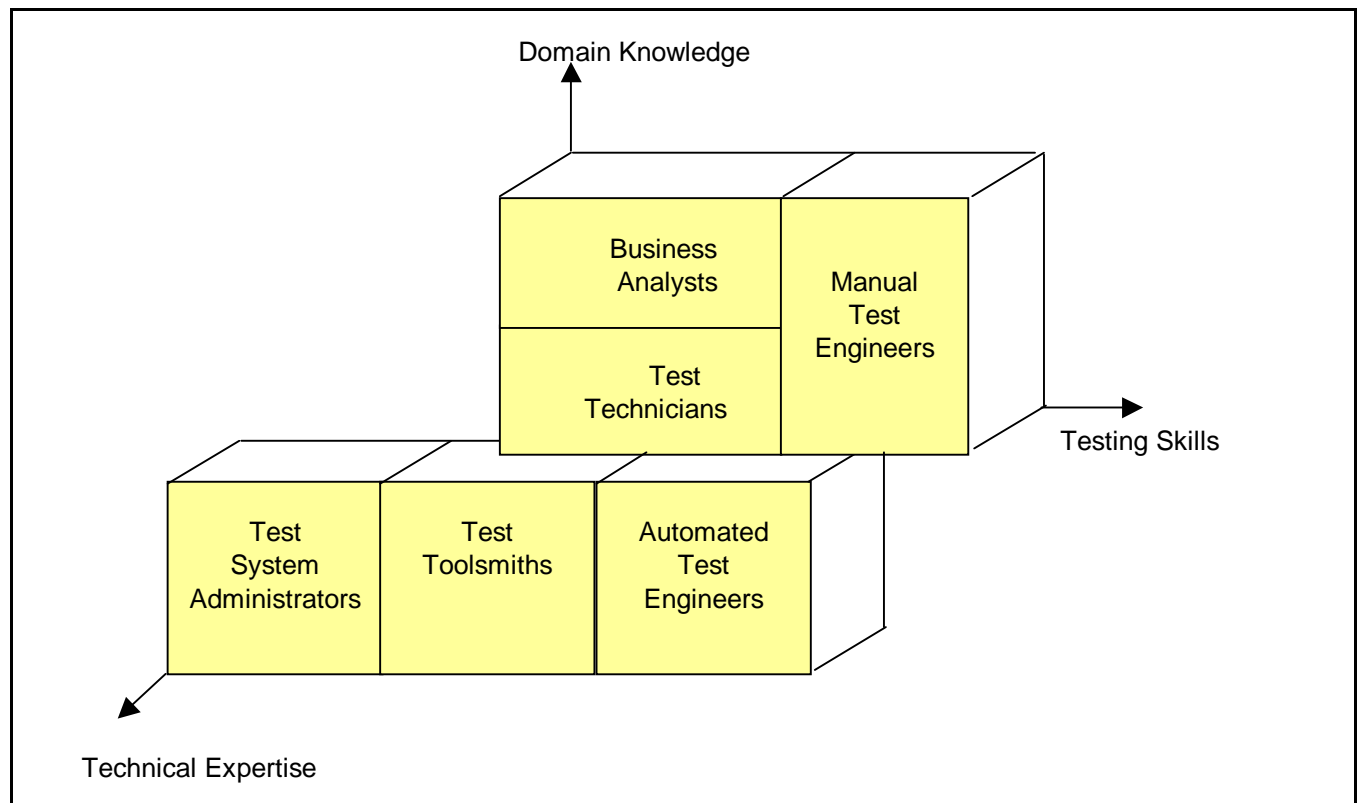 Domain Knowledge
Business
Analysts
Manual
Test
Engineers
Test
Technicians
Testing Skills
Test
System
Administrators
Test
Toolsmiths
Automated
Test
Engineers
Technical Expertise